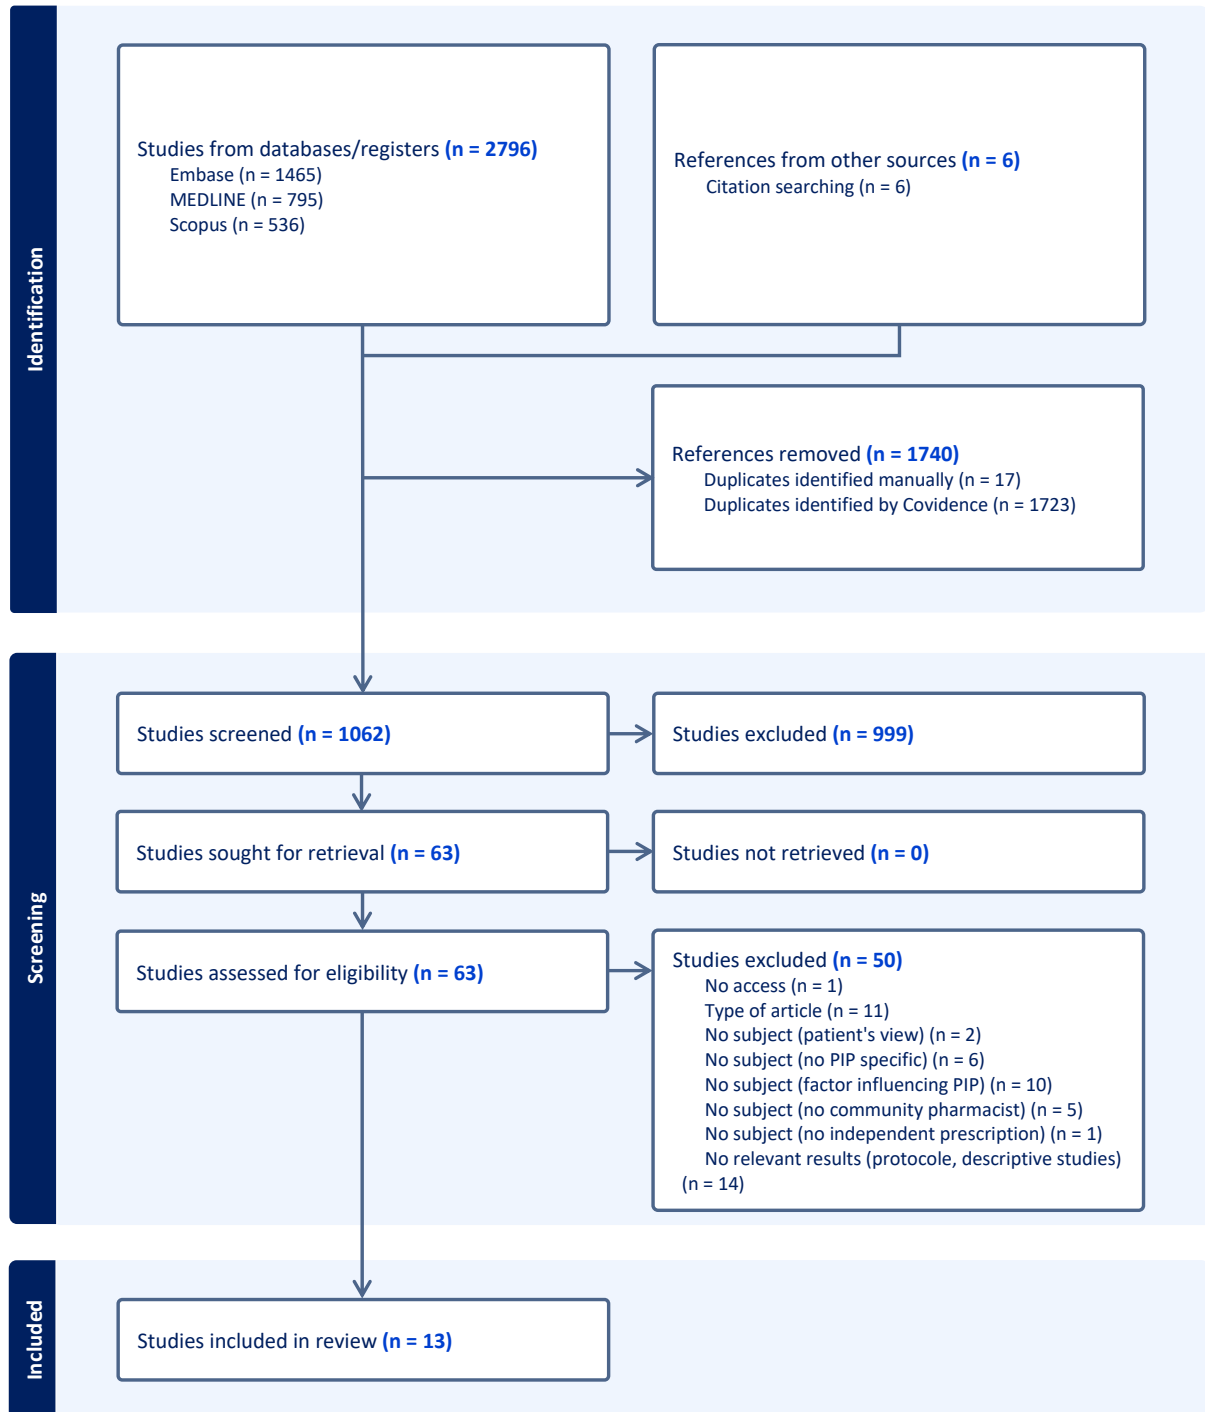 Identification
Studies from databases/registers (n = 2796)
Embase (n = 1465)
MEDLINE (n = 795)
Scopus (n = 536)
References from other sources (n = 6)
Citation searching (n = 6)
References removed (n = 1740)
Duplicates identified manually (n = 17)
Duplicates identified by Covidence (n = 1723)
Screening
Studies screened (n = 1062)
Studies excluded (n = 999)
Studies sought for retrieval (n = 63)
Studies not retrieved (n = 0)
Studies assessed for eligibility (n = 63)
Studies excluded (n = 50)
No access (n = 1)
Type of article (n = 11)
No subject (patient's view) (n = 2)
No subject (no PIP specific) (n = 6)
No subject (factor influencing PIP) (n = 10)
No subject (no community pharmacist) (n = 5)
No subject (no independent prescription) (n = 1)
No relevant results (protocole, descriptive studies)
(n = 14)
Included
Studies included in review (n = 13)